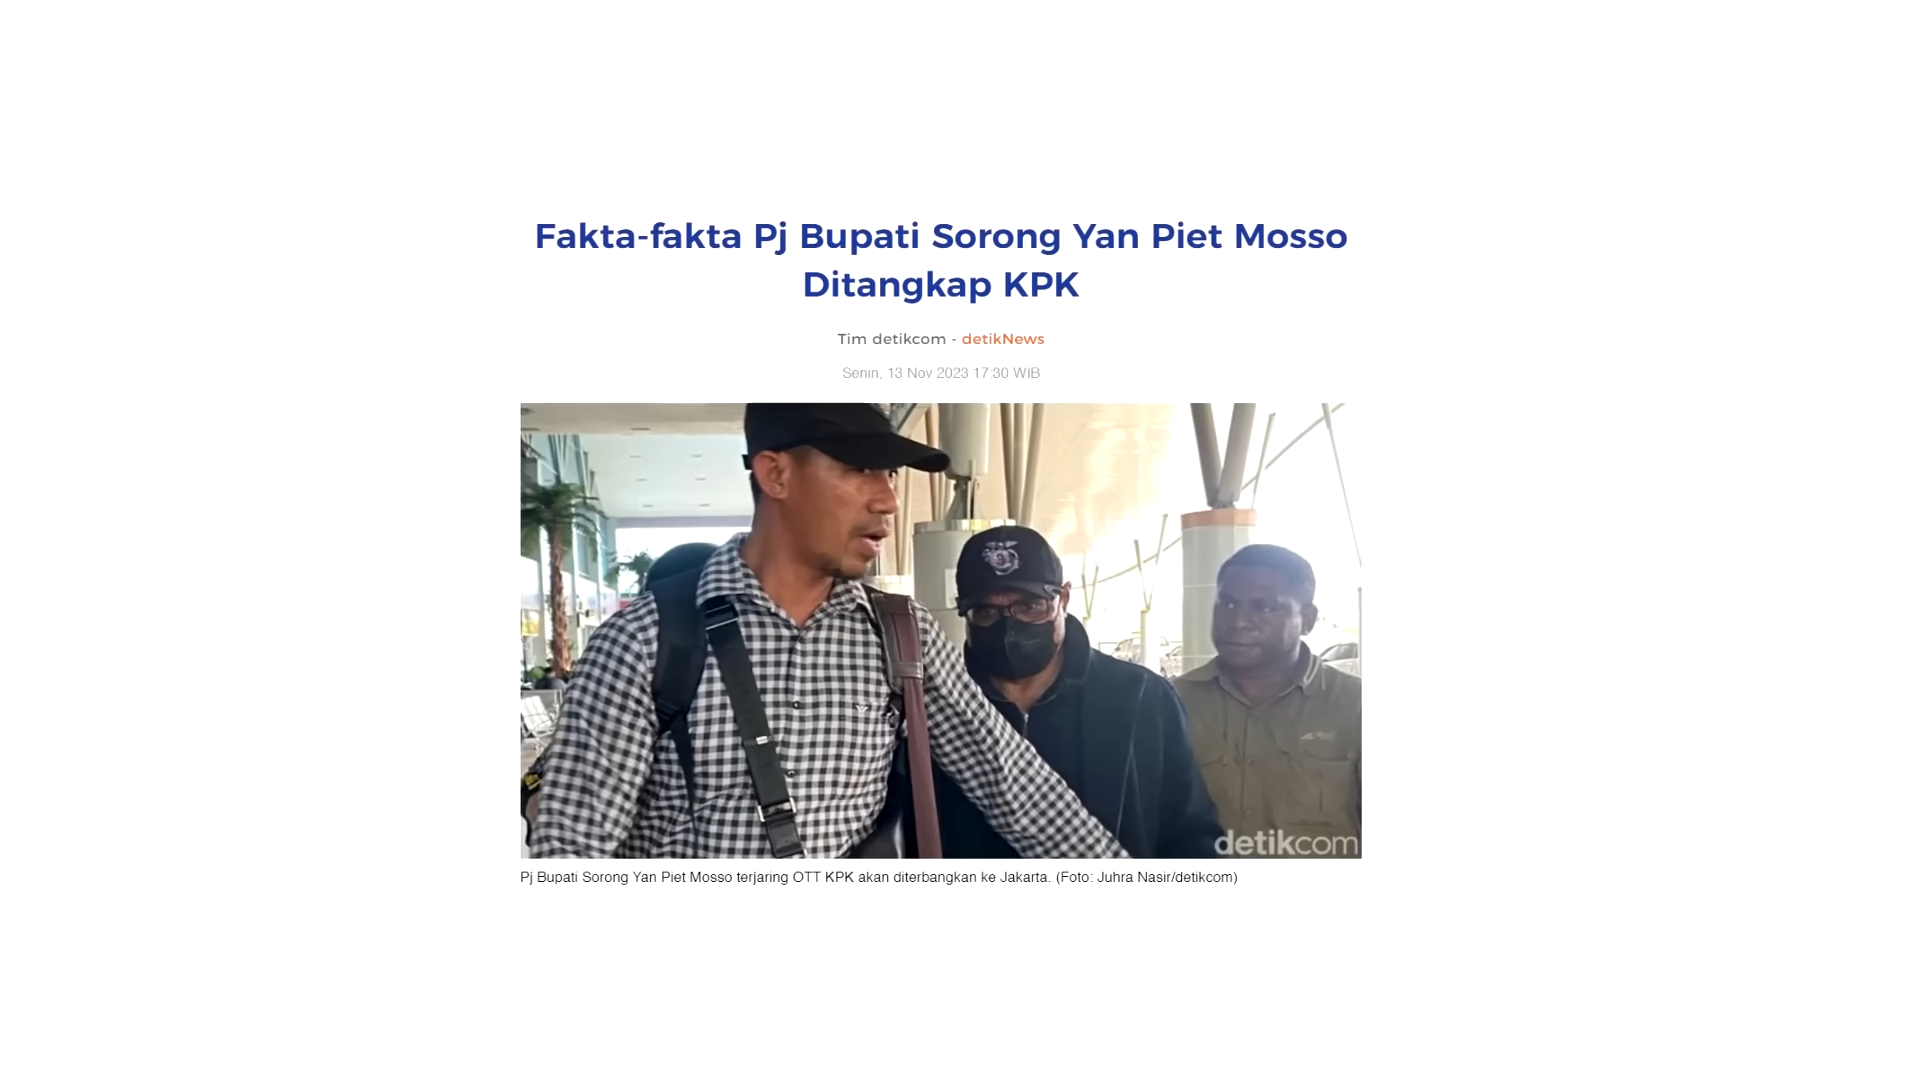 Fakta-fakta Pj Bupati Sorong Yan Piet Mosso
Ditangkap KPK
Tim detikcom - detikNews
Senin, 13 Nov 2023 17:30 WIB
detikcom
Pj Bupati Sorong Yan Piet Mosso terjaring OTT KPK akan diterbangkan ke Jakarta. (Foto: Juhra Nasir/detikcom)